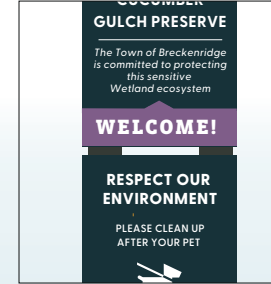 CUCUMBER
GULCH PRESERVE
The Town of Breckenridge
is committed to protecting
this sensitive
Wetland ecosystem
WELCOME!
RESPECT OUR
ENVIRONMENT
PLEASE CLEAN UP
AFTER YOUR PET